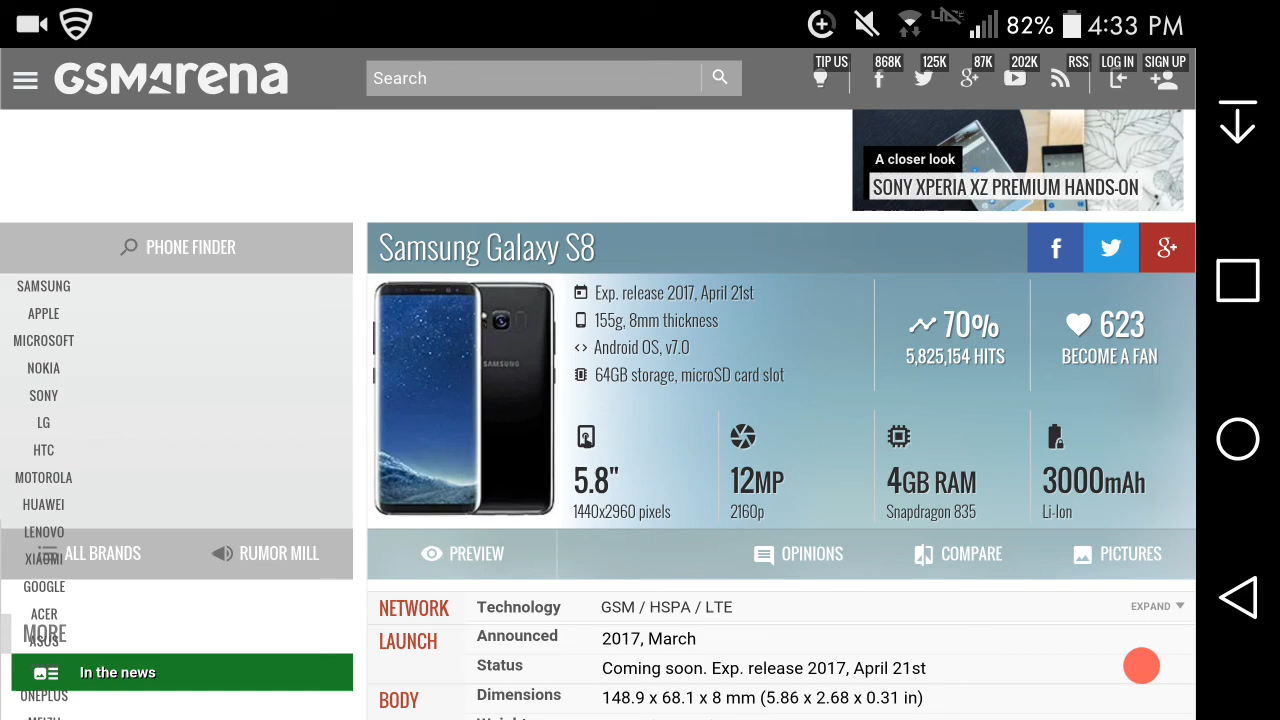 82% 4:33 PM
GSMArena
Search
TIP US
868K
125K
87K
202K
RSS
LOG IN
SIGN UP
A closer look
SONY XPERIA XZ PREMIUM HANDS-ON
PHONE FINDER
SAMSUNG
APPLE
MICROSOFT
NOKIA
SONY
LG
HTC
MOTOROLA
HUAWEI
LENOVO
XIAOMI
GOOGLE
ACER
ASUS
ONEPLUS
ALL BRANDS
RUMOR MILL
MORE
In the news
Samsung Galaxy S8
f
g+
SAMSUNG
Exp. release 2017, April 21st
155g, 8mm thickness
Android OS, v7.0
64GB storage, microSD card slot
70%
5,825,154 HITS
623
BECOME A FAN
5.8"
1440x2960 pixels
12MP
2160p
4GB RAM
Snapdragon 835
3000mAh
Li-Ion
PREVIEW
OPINIONS
COMPARE
PICTURES
NETWORK Technology GSM / HSPA / LTE EXPAND
LAUNCH Announced 2017, March
Status Coming soon. Exp. release 2017, April 21st
BODY Dimensions 148.9 x 68.1 x 8 mm (5.86 x 2.68 x 0.31 in)